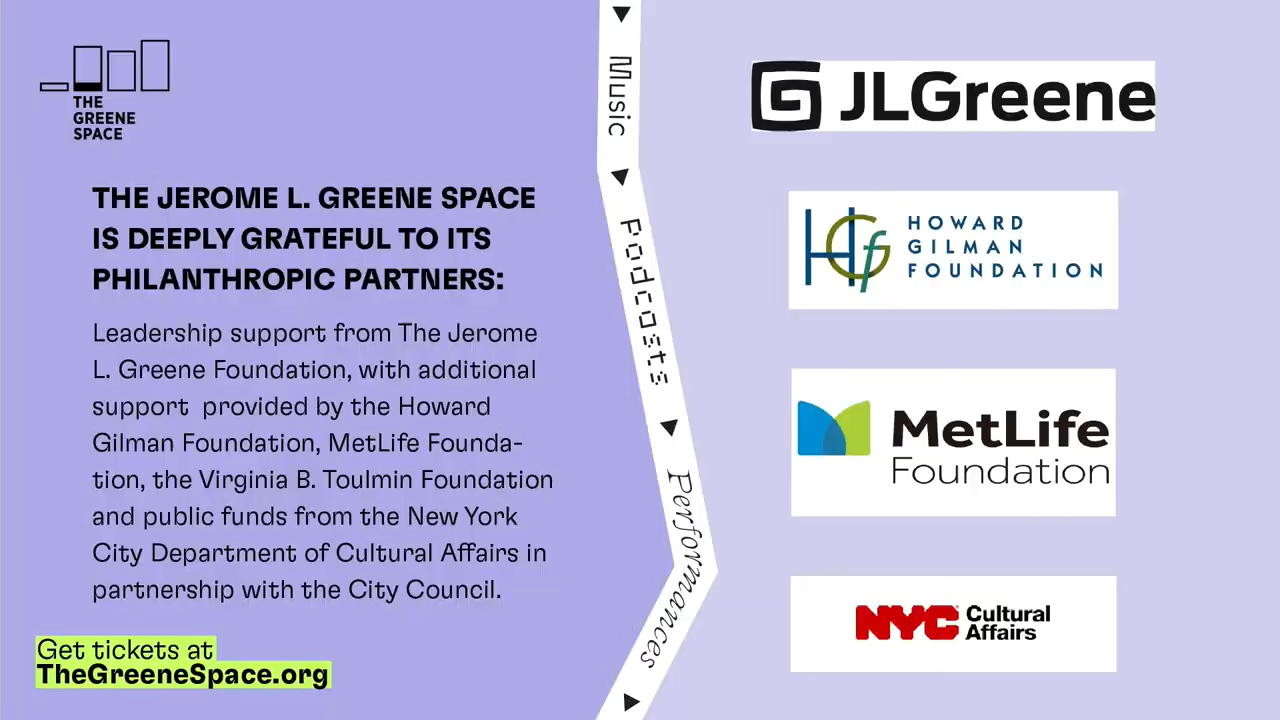 THE
GREENE
SPACE
THE JEROME L. GREENE SPACE
IS DEEPLY GRATEFUL TO ITS
PHILANTHROPIC PARTNERS:
Leadership support from The Jerome
L. Greene Foundation, with additional
support provided by the Howard
Gilman Foundation, MetLife Founda-
tion, the Virginia B. Toulmin Foundation
and public funds from the New York
City Department of Cultural Affairs in
partnership with the City Council.
Get tickets at
TheGreeneSpace.org
Music
Podcasts
Performances
JLGreene
HGf
HOWARD
GILMAN
FOUNDATION
MetLife
Foundation
NYC Cultural
Affairs